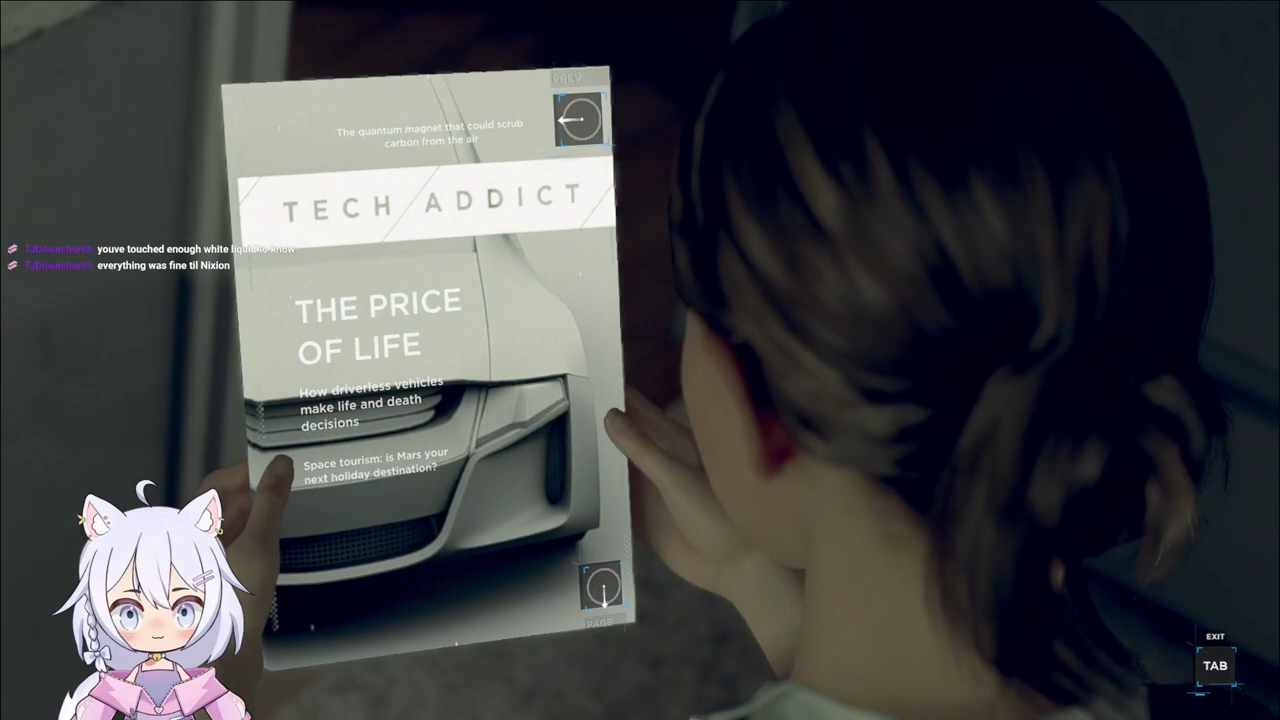 PREV
The quantum magnet that could scrub
carbon from the air
TECH ADDICT
TJDownchurch youve touched enough white liquid to know
TJDownchurch everything was fine til Nixion
THE PRICE
OF LIFE
How driverless vehicles
make life and death
decisions
Space tourism: is Mars your
next holiday destination?
PAGE
EXIT
TAB